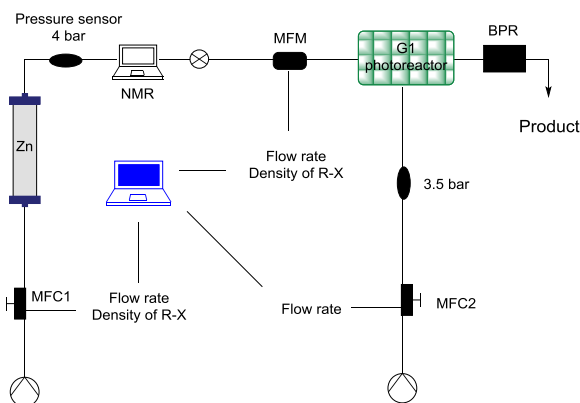 Pressure sensor
4 bar
NMR
MFM
G1
photoreactor
BPR
Product
Zn
Flow rate
Density of R-X
3.5 bar
MFC1
Flow rate
Density of R-X
Flow rate
MFC2